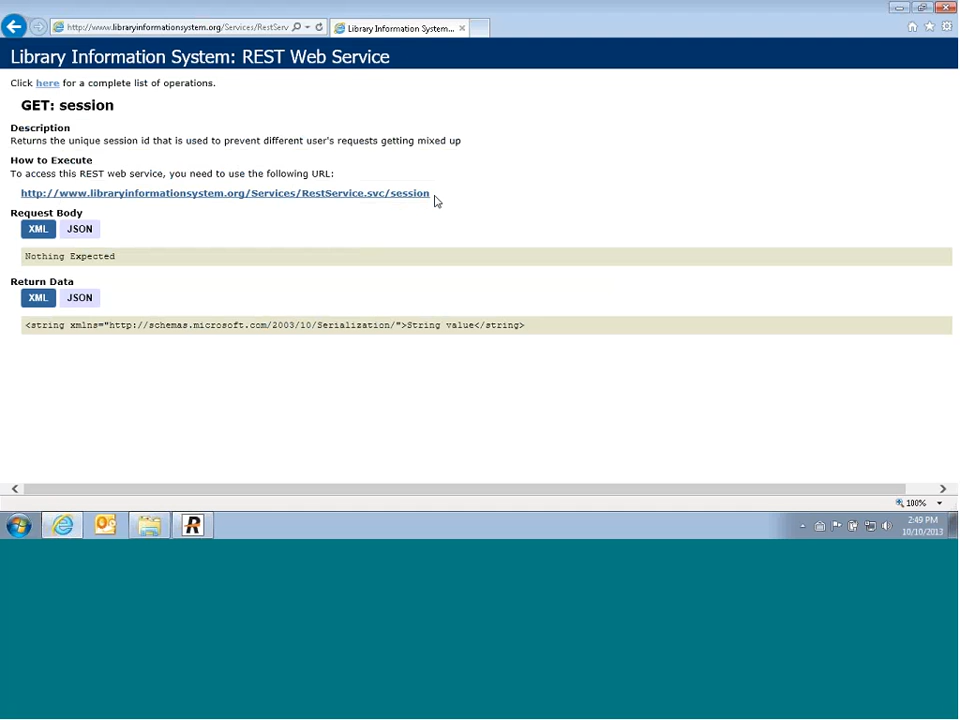 http://www.libraryinformationsystem.org/Services/RestServ
Library Information System...
Library Information System: REST Web Service
Click here for a complete list of operations.
GET: session
Description
Returns the unique session id that is used to prevent different user's requests getting mixed up
How to Execute
To access this REST web service, you need to use the following URL:
http://www.libraryinformationsystem.org/Services/RestService.svc/session
Request Body
XML JSON
Nothing Expected
Return Data
XML JSON
<string xmlns="http://schemas.microsoft.com/2003/10/Serialization/">String value</string>
100%
2:49 PM
10/10/2013